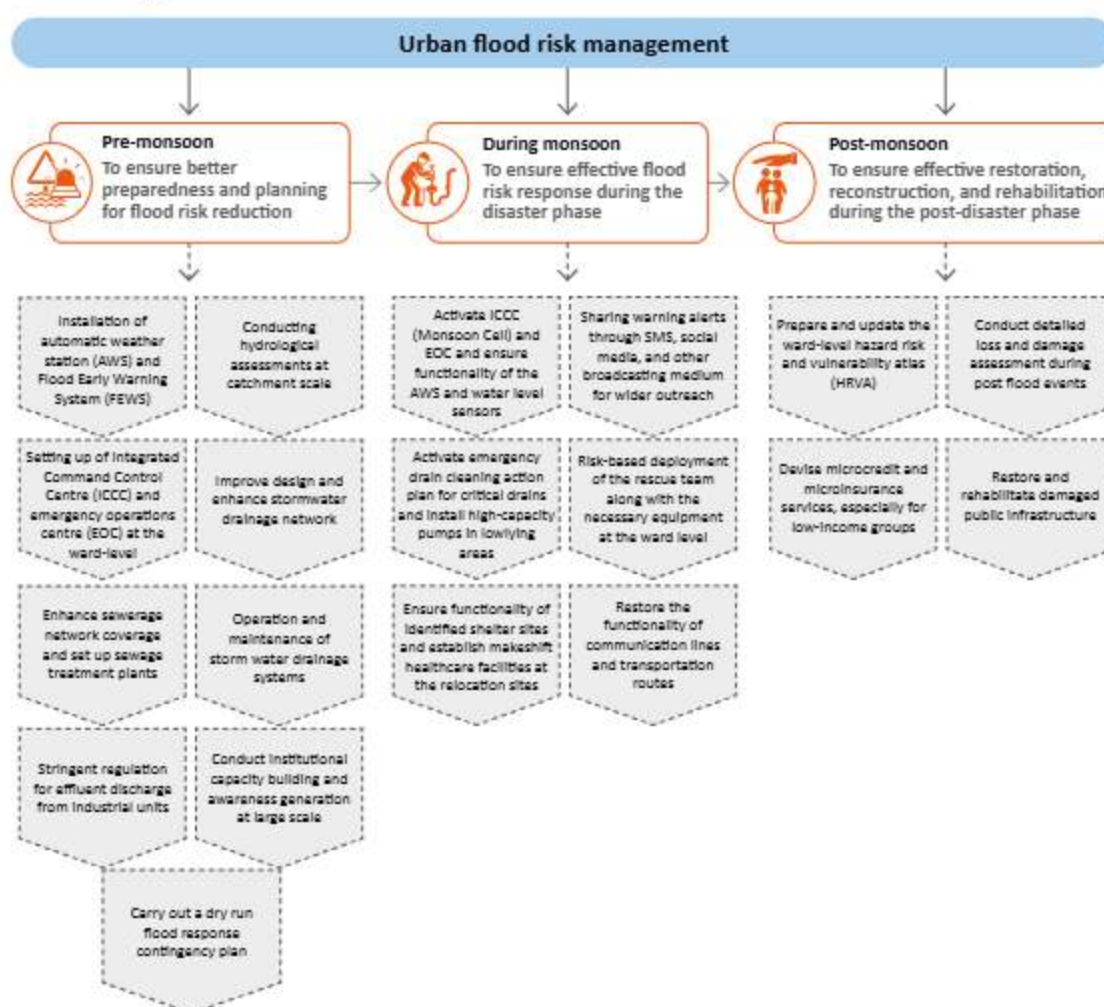 Urban flood risk management
Pre-monsoon
To ensure better
preparedness and planning
for flood risk reduction
During monsoon
To ensure effective flood
risk response during the
disaster phase
Post-monsoon
To ensure effective restoration,
reconstruction, and rehabilitation
during the post-disaster phase
Installation of
automatic weather
station (AWS) and
Flood Early Warning
System (FEWS)
Conducting
hydrological
assessments at
catchment scale
Setting up of Integrated
Command Control
Centre (ICCC) and
emergency operations
centre (EOC) at the
ward-level
Improve design and
enhance stormwater
drainage network
Enhance sewerage
network coverage
and set up sewage
treatment plants
Operation and
maintenance of
storm water drainage
systems
Stringent regulation
for effluent discharge
from industrial units
Conduct institutional
capacity building and
awareness generation
at large scale
Carry out a dry run
flood response
contingency plan
Activate ICCC
(Monsoon Cell) and
EOC and ensure
functionality of the
AWS and water level
sensors
Sharing warning alerts
through SMS, social
media, and other
broadcasting medium
for wider outreach
Activate emergency
drain cleaning action
plan for critical drains
and install high-capacity
pumps in lowlying
areas
Risk-based deployment
of the rescue team
along with the
necessary equipment
at the ward level
Ensure functionality of
identified shelter sites
and establish makeshift
healthcare facilities at
the relocation sites
Restore the
functionality of
communication lines
and transportation
routes
Prepare and update the
ward-level hazard risk
and vulnerability atlas
(HRVA)
Conduct detailed
loss and damage
assessment during
post flood events
Devise microcredit and
microinsurance
services, especially for
low-income groups
Restore and
rehabilitate damaged
public infrastructure